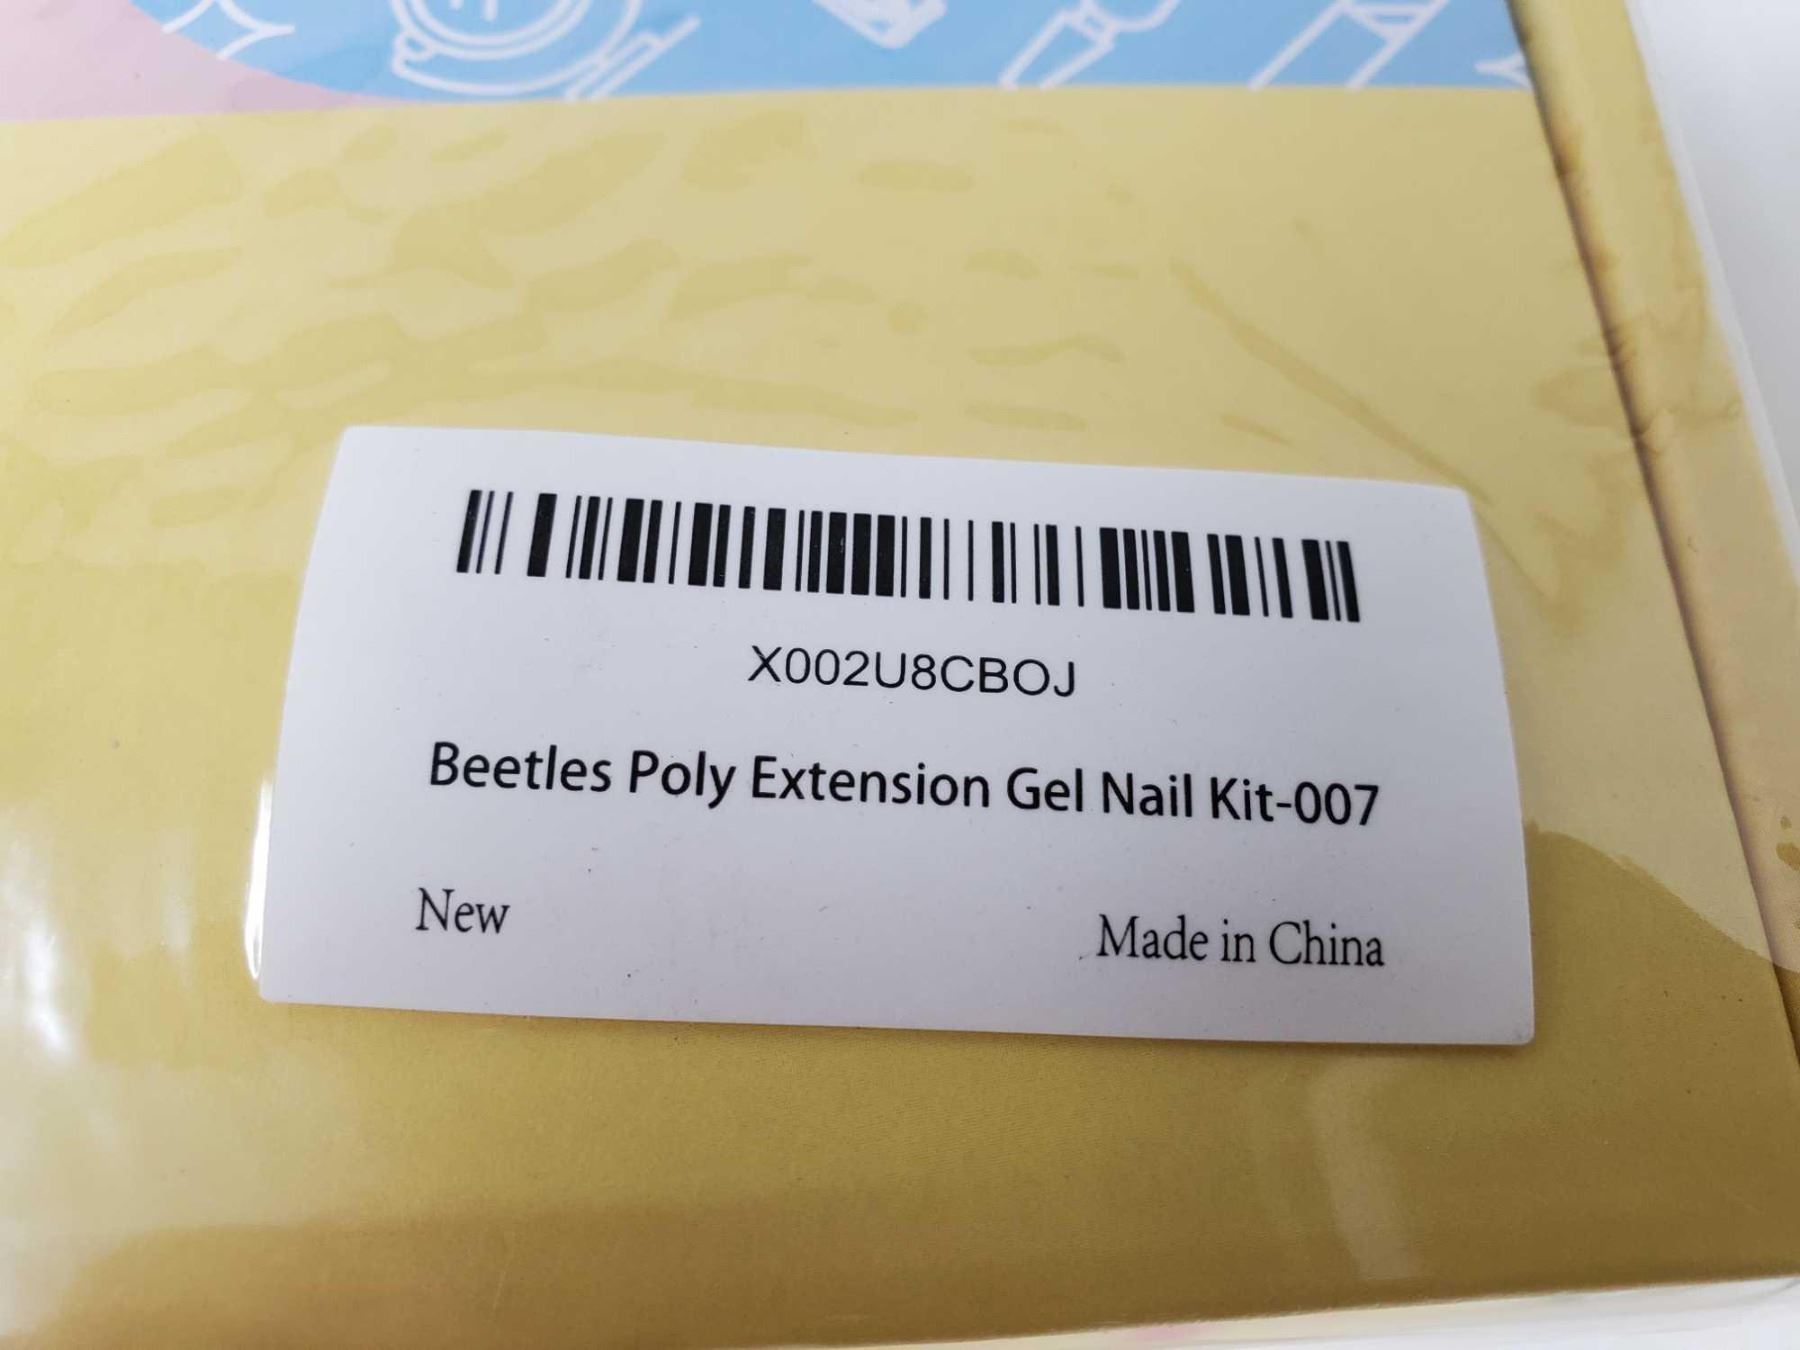 X002U8CBOJ
Beetles Poly Extension Gel Nail Kit-007
New
Made in China